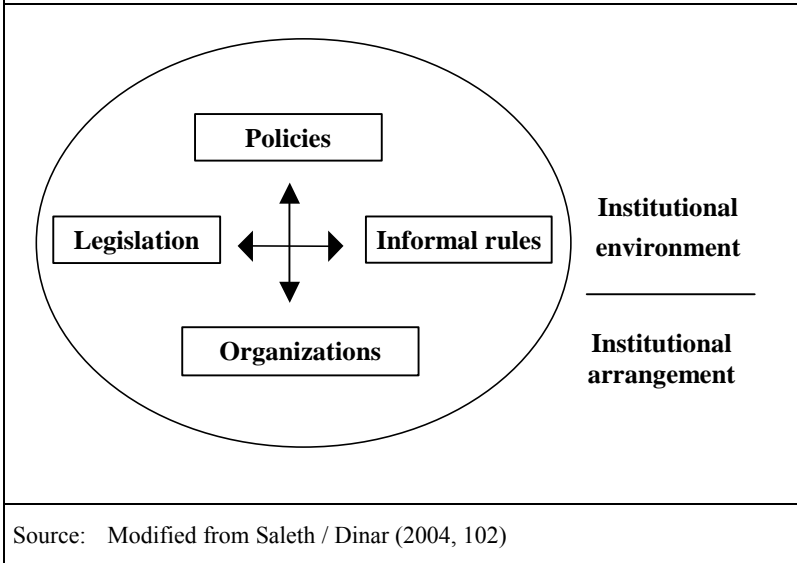 Policies
Legislation
Informal rules
Organizations
Institutional
environment
Institutional
arrangement
Source: Modified from Saleth / Dinar (2004, 102)